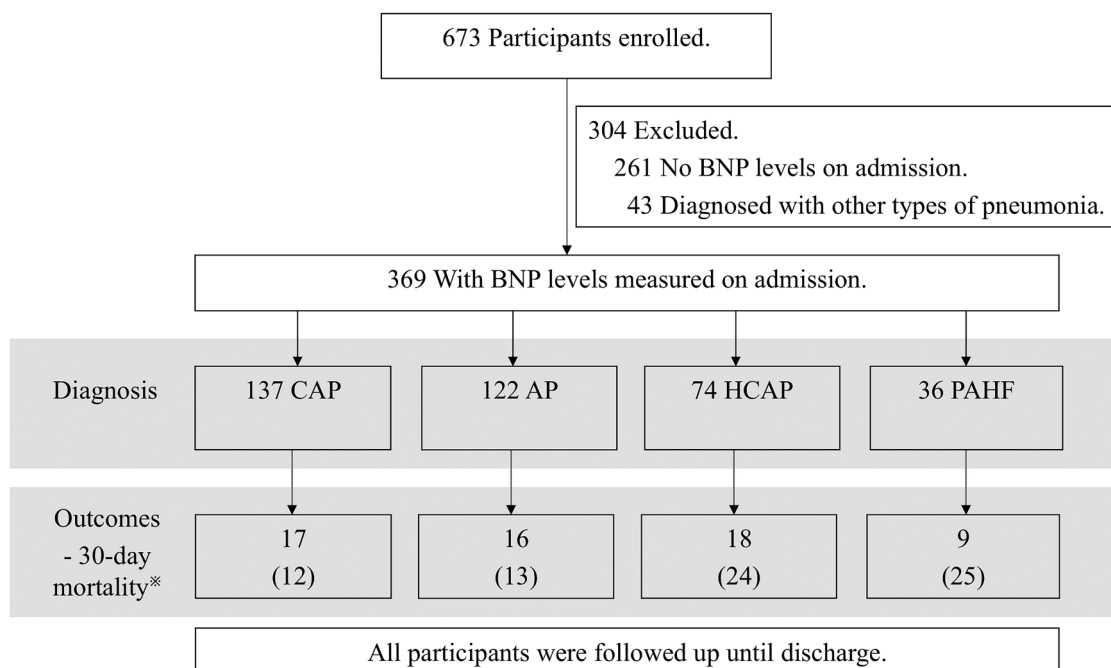 673 Participants enrolled.
304 Excluded.
261 No BNP levels on admission.
43 Diagnosed with other types of pneumonia.
369 With BNP levels measured on admission.
Diagnosis
137 CAP
122 AP
74 HCAP
36 PAHF
Outcomes
- 30-day
mortality※
17
(12)
16
(13)
18
(24)
9
(25)
All participants were followed up until discharge.